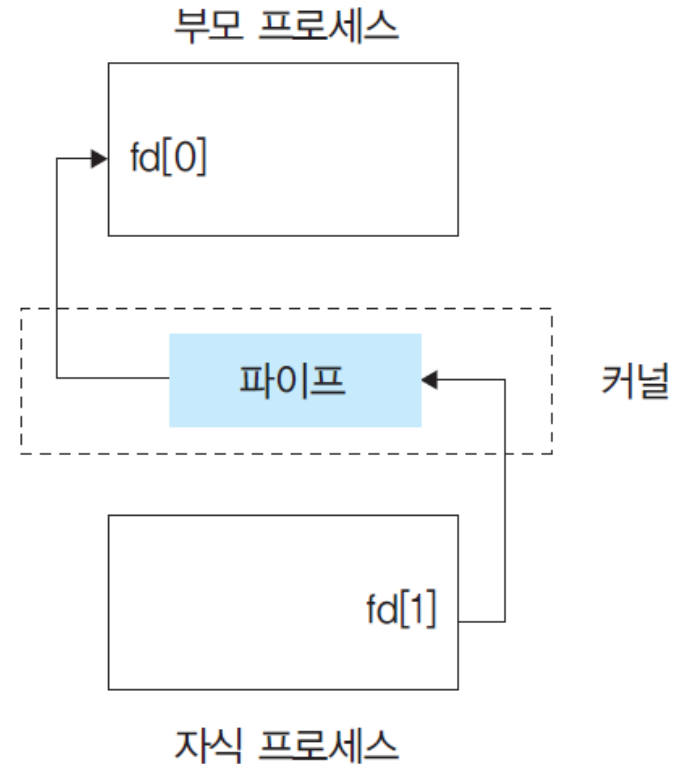 부모 프로세스
fd[0]
파이프
커널
fd[1]
자식 프로세스